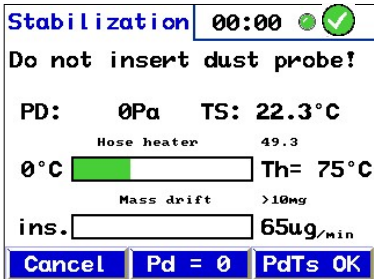 Stabilization 00:00
Do not insert dust probe!
PD: 0Pa TS: 22.3°C
Hose heater 49.3
0°C Th= 75°C
Mass drift >10mg
ins. 65ug/min
Cancel Pd = 0 PdTs OK